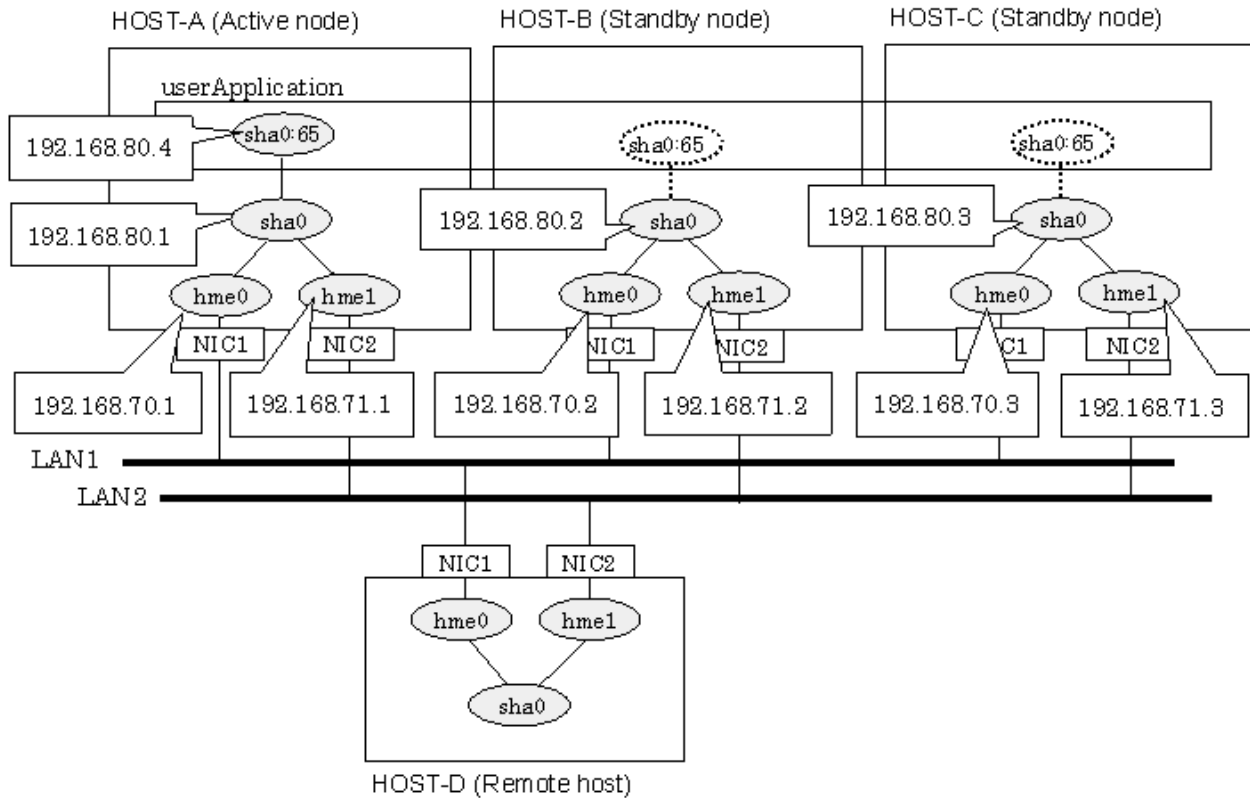 HOST-A (Active node)
HOST-B (Standby node)
HOST-C (Standby node)
userApplication
192.168.80.4
sha0:65
sha0:65
sha0:65
192.168.80.1
sha0
192.168.80.2
sha0
192.168.80.3
sha0
hme0
hme1
hme0
hme1
hme0
hme1
NIC1
NIC2
NIC1
NIC2
NIC2
192.168.70.1
192.168.71.1
192.168.70.2
192.168.71.2
192.168.70.3
192.168.71.3
LAN1
LAN2
NIC1
NIC2
hme0
hme1
sha0
HOST-D (Remote host)